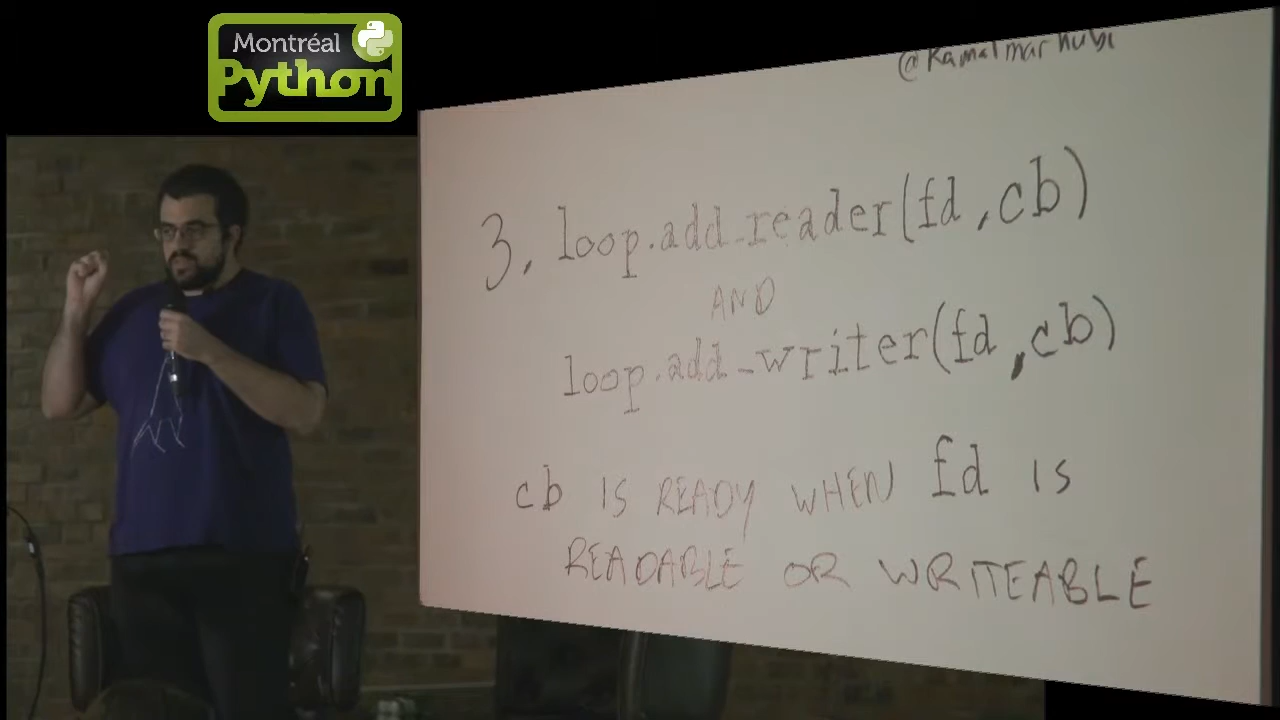 Montréal
Python
@kamalmarhubi
3. loop.add_reader(fd, cb)
AND
loop.add_writer(fd, cb)
cb IS READY WHEN fd IS
READABLE OR WRITEABLE